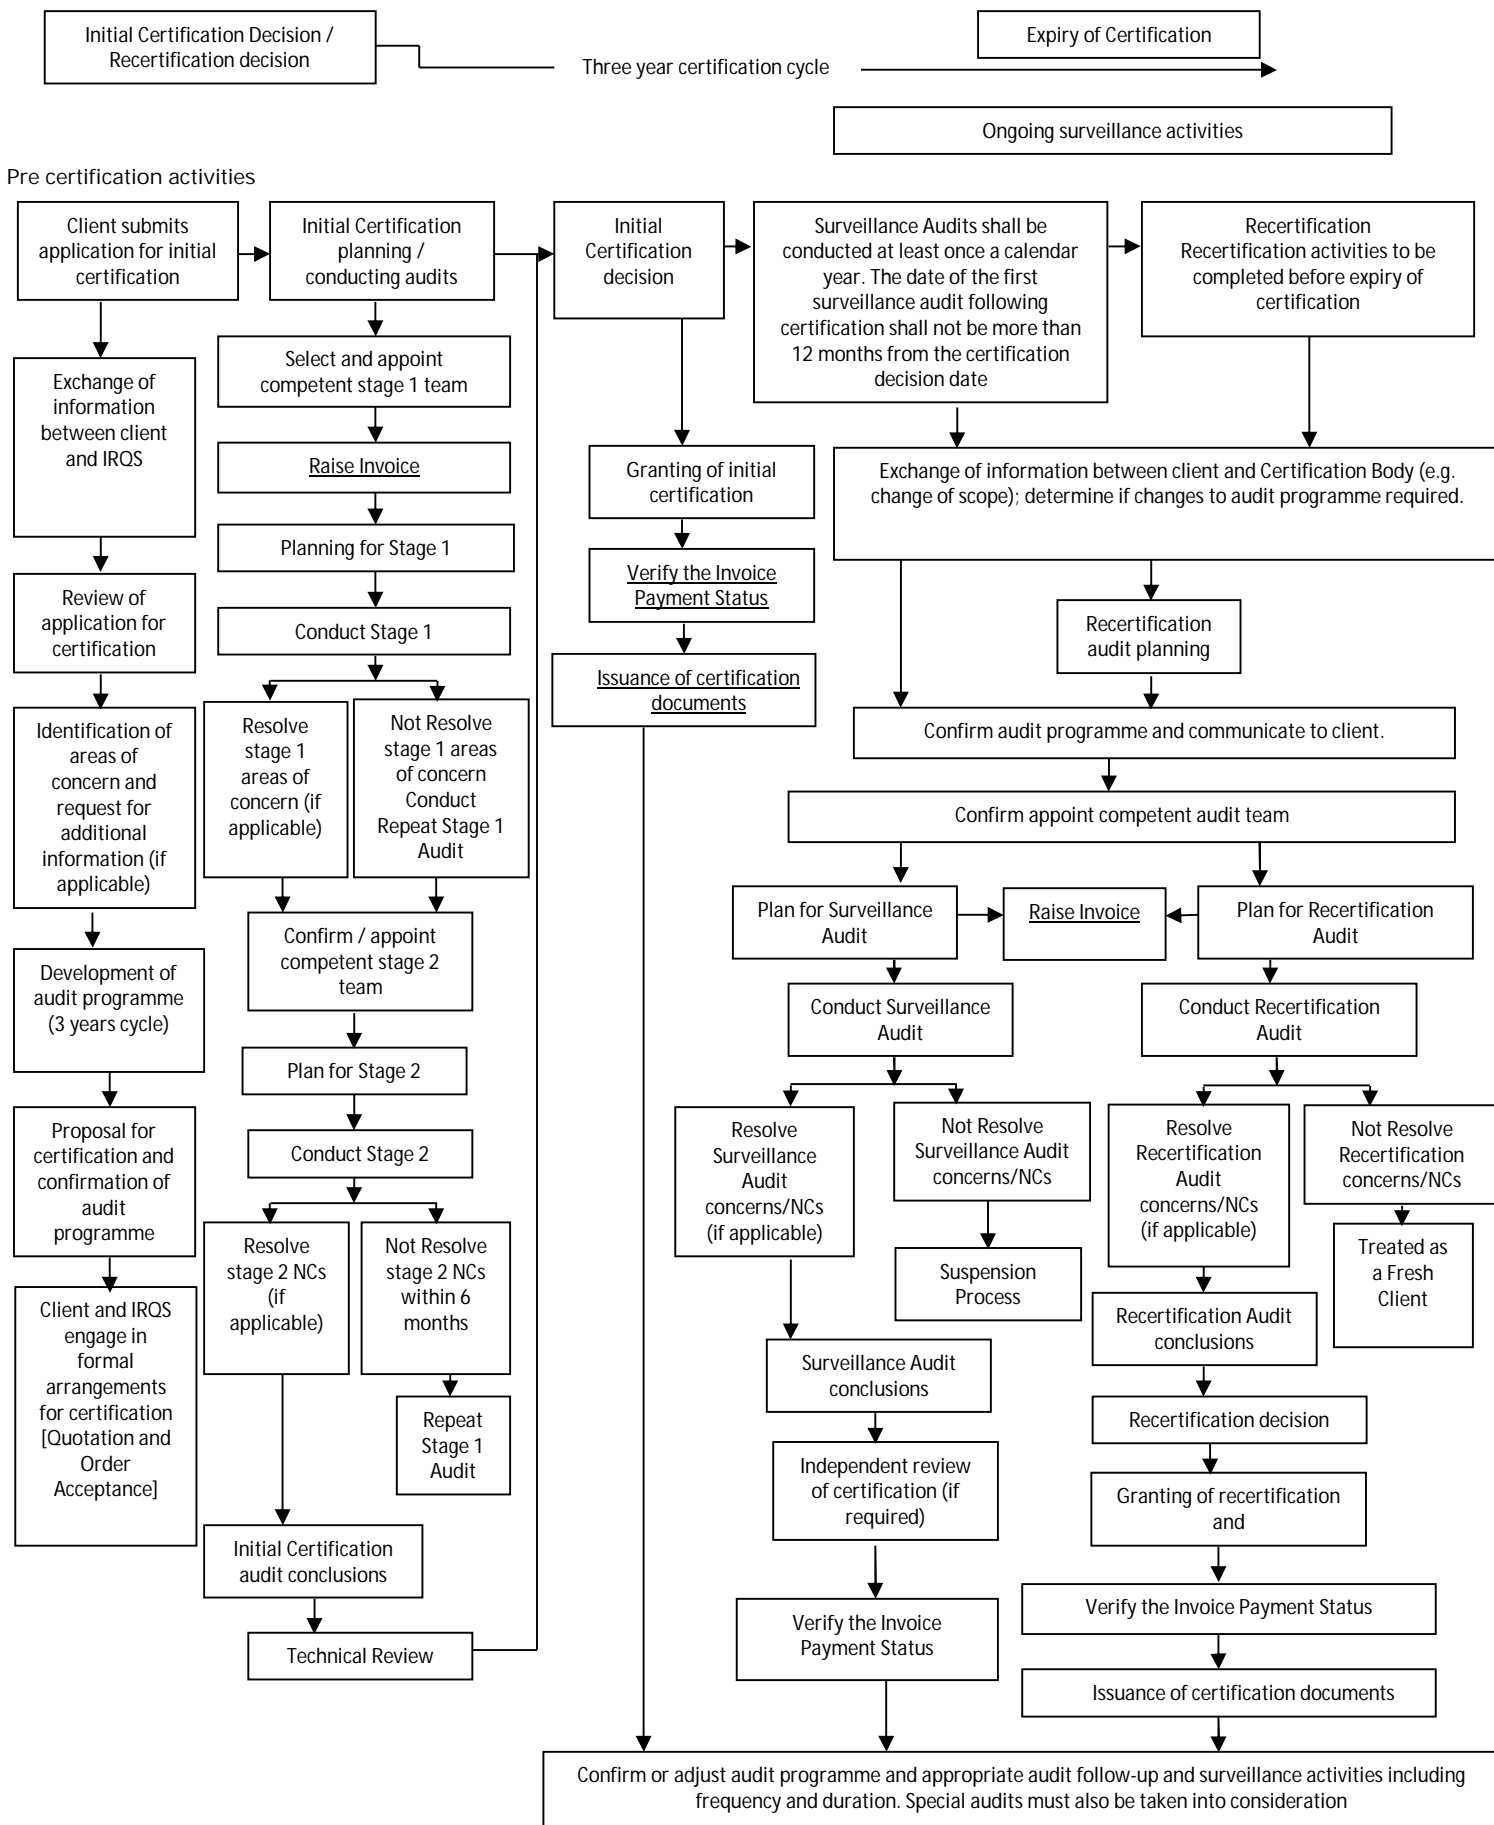 Initial Certification Decision /
Recertification decision
Expiry of Certification
Three year certification cycle
Ongoing surveillance activities
Pre certification activities
Client submits
application for initial
certification
Exchange of
information
between client
and IRQS
Review of
application for
certification
Identification of
areas of
concern and
request for
additional
information (if
applicable)
Development of
audit programme
(3 years cycle)
Proposal for
certification and
confirmation of
audit
programme
Client and IRQS
engage in
formal
arrangements
for certification
[Quotation and
Order
Acceptance]
Initial Certification
planning /
conducting audits
Select and appoint
competent stage 1 team
Raise Invoice
Planning for Stage 1
Conduct Stage 1
Resolve
stage 1
areas of
concern (if
applicable)
Not Resolve
stage 1 areas
of concern
Conduct
Repeat Stage 1
Audit
Confirm / appoint
competent stage 2
team
Plan for Stage 2
Conduct Stage 2
Resolve
stage 2 NCs
(if
applicable)
Not Resolve
stage 2 NCs
within 6
months
Repeat
Stage 1
Audit
Initial Certification
audit conclusions
Technical Review
Initial
Certification
decision
Granting of initial
certification
Verify the Invoice
Payment Status
Issuance of certification
documents
Surveillance Audits shall be
conducted at least once a calendar
year. The date of the first
surveillance audit following
certification shall not be more than
12 months from the certification
decision date
Recertification
Recertification activities to be
completed before expiry of
certification
Exchange of information between client and Certification Body (e.g.
change of scope); determine if changes to audit programme required.
Recertification
audit planning
Confirm audit programme and communicate to client.
Confirm appoint competent audit team
Plan for Surveillance
Audit
Raise Invoice
Plan for Recertification
Audit
Conduct Surveillance
Audit
Conduct Recertification
Audit
Resolve
Surveillance
Audit
concerns/NCs
(if applicable)
Not Resolve
Surveillance Audit
concerns/NCs
Suspension
Process
Surveillance Audit
conclusions
Independent review
of certification (if
required)
Verify the Invoice
Payment Status
Resolve
Recertification
Audit
concerns/NCs
(if applicable)
Not Resolve
Recertification
concerns/NCs
Treated as
a Fresh
Client
Recertification Audit
conclusions
Recertification decision
Granting of recertification
and
Verify the Invoice Payment Status
Issuance of certification documents
Confirm or adjust audit programme and appropriate audit follow-up and surveillance activities including
frequency and duration. Special audits must also be taken into consideration